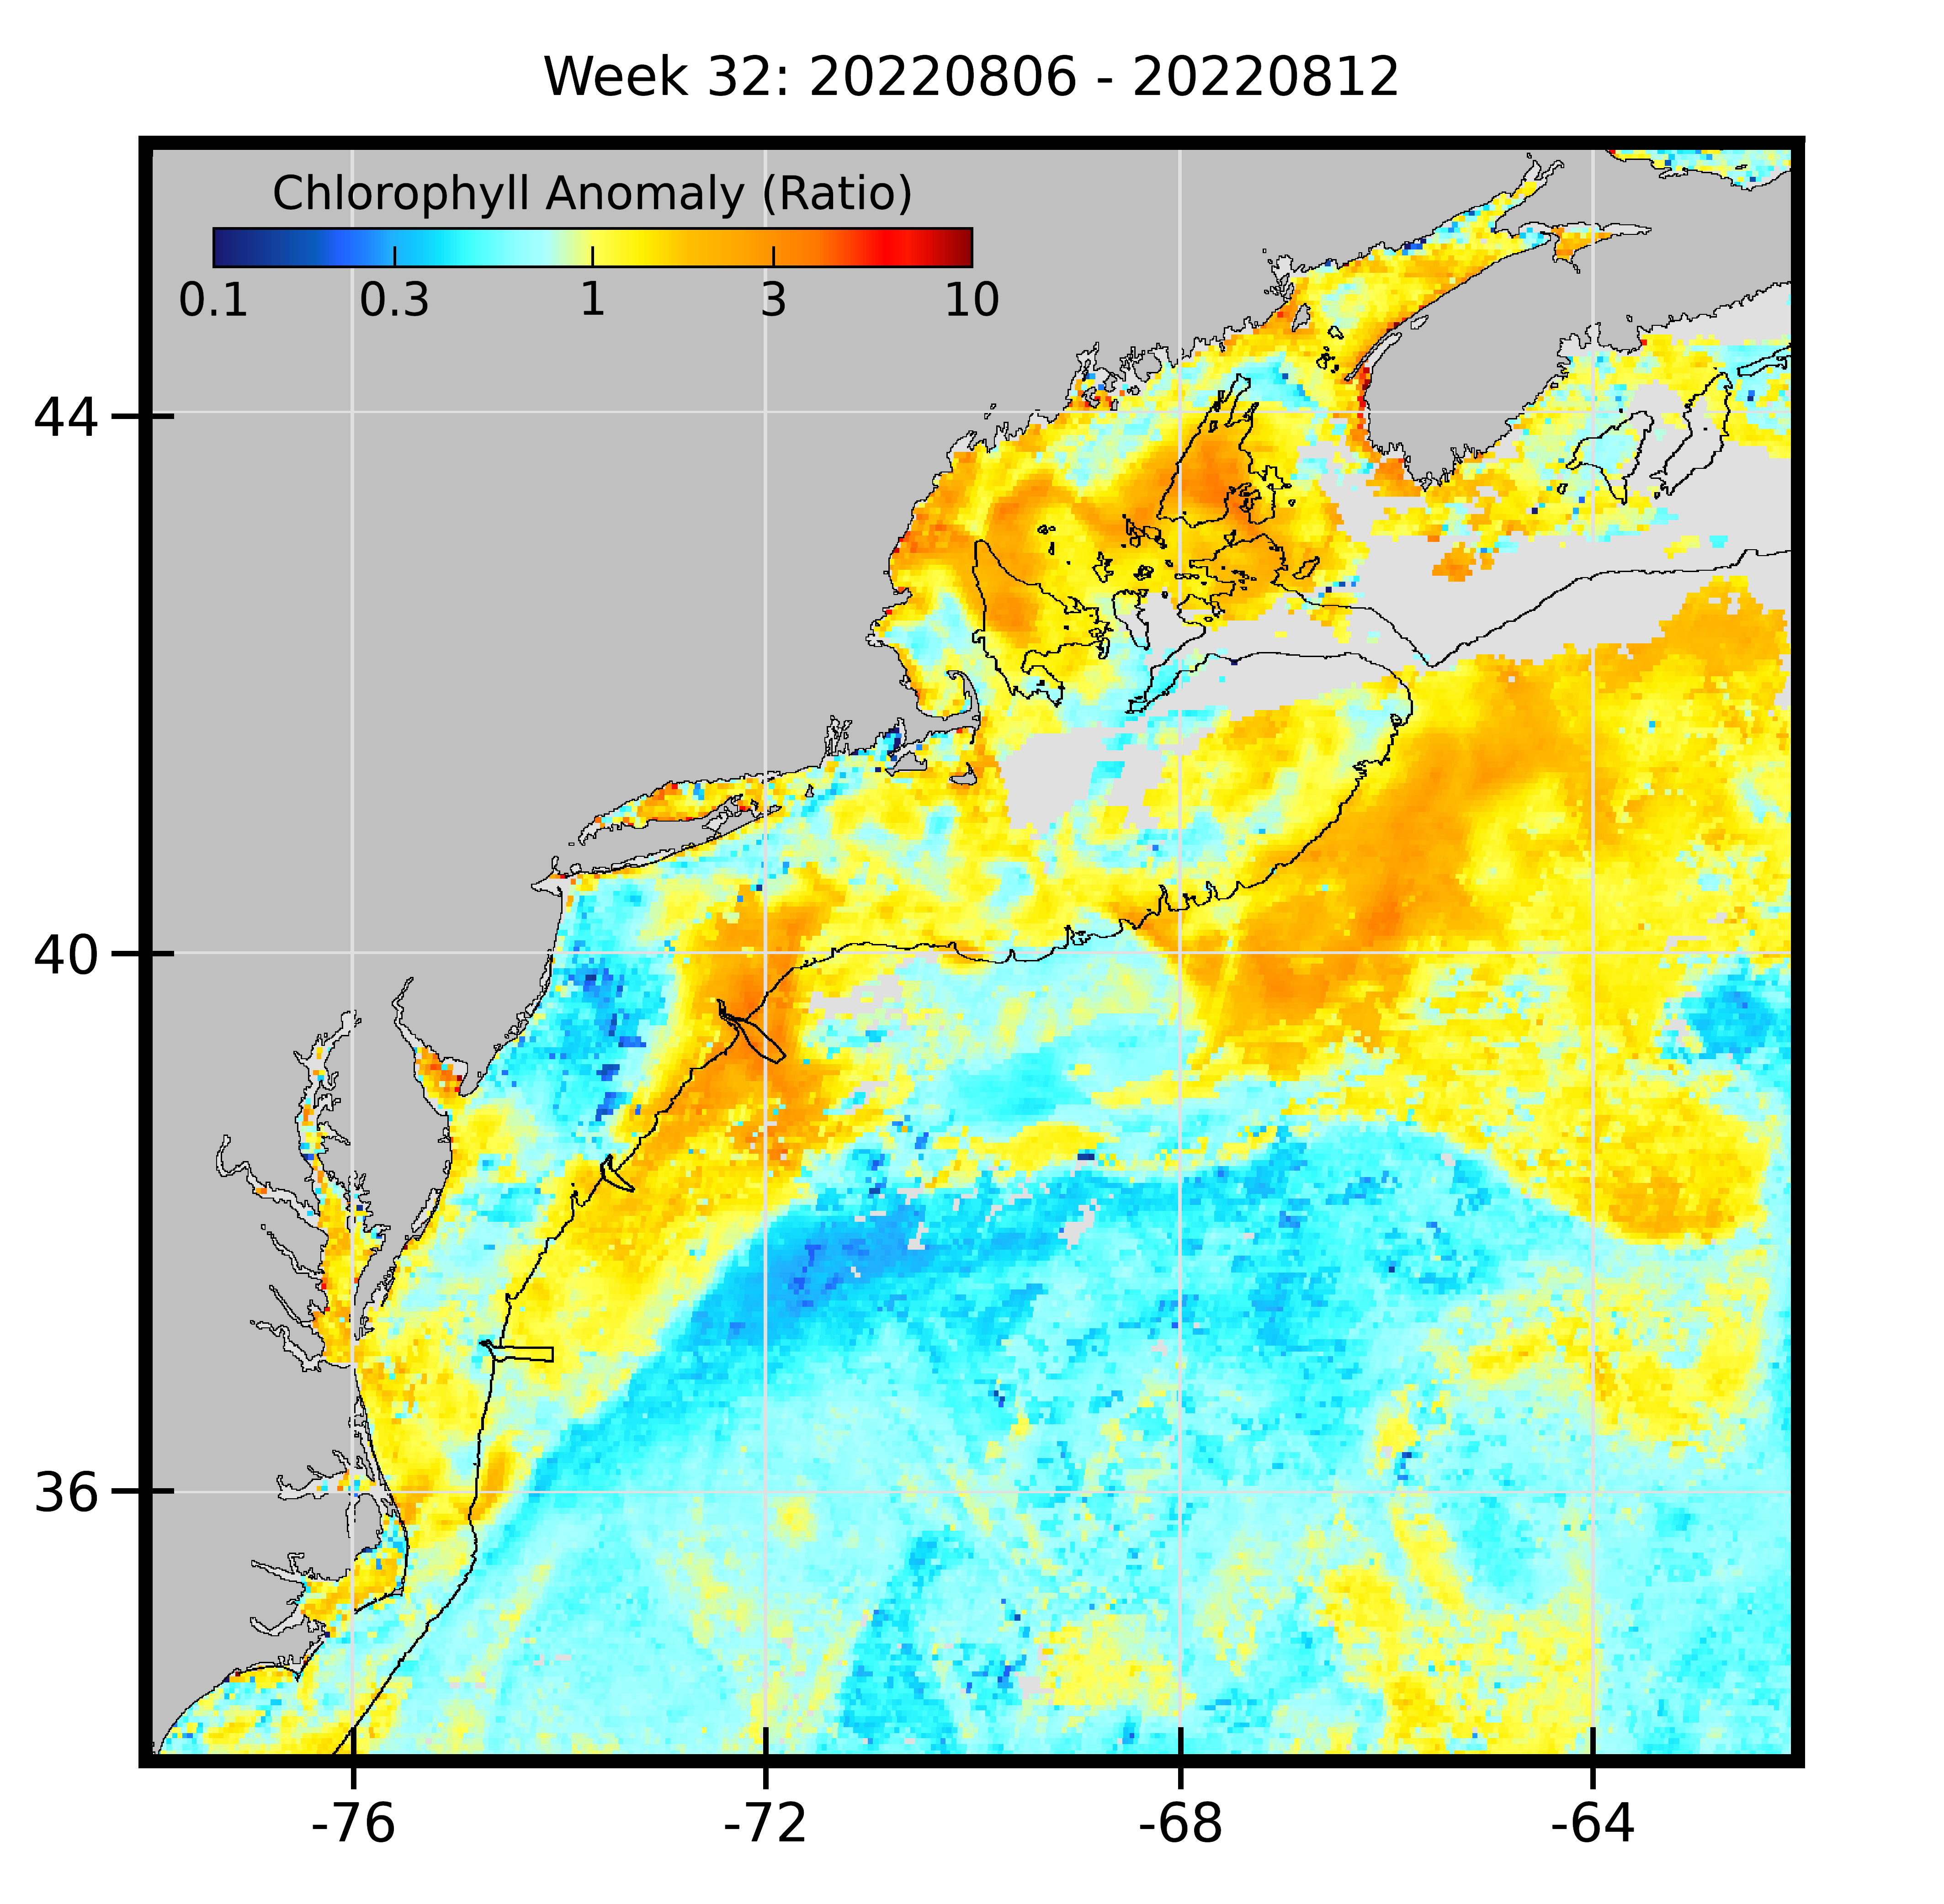 Week 32: 20220806 - 20220812
Chlorophyll Anomaly (Ratio)
0.1 0.3 1 3 10
44
40
36
-76 -72 -68 -64